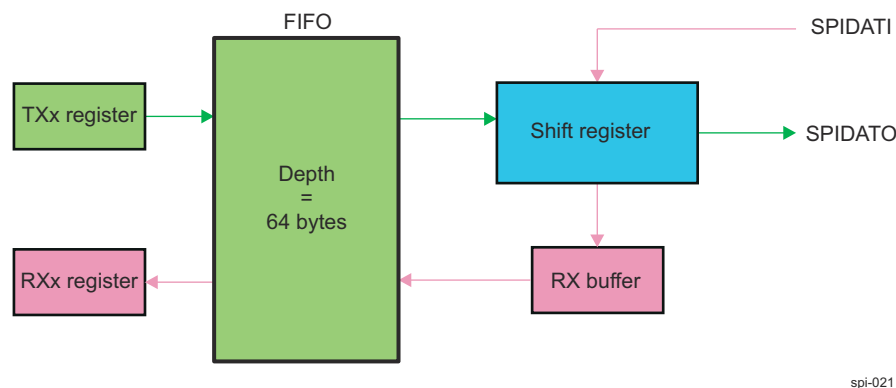 FIFO
SPIDATI
TXx register
Shift register
SPIDATO
Depth
=
64 bytes
RXx register
RX buffer
spi-021